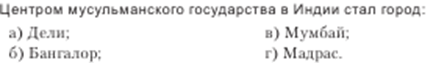 Центром мусульманского государства в Индии стал город:
а) Дели; в) Мумбай;
б) Бангалор; г) Мадрас.